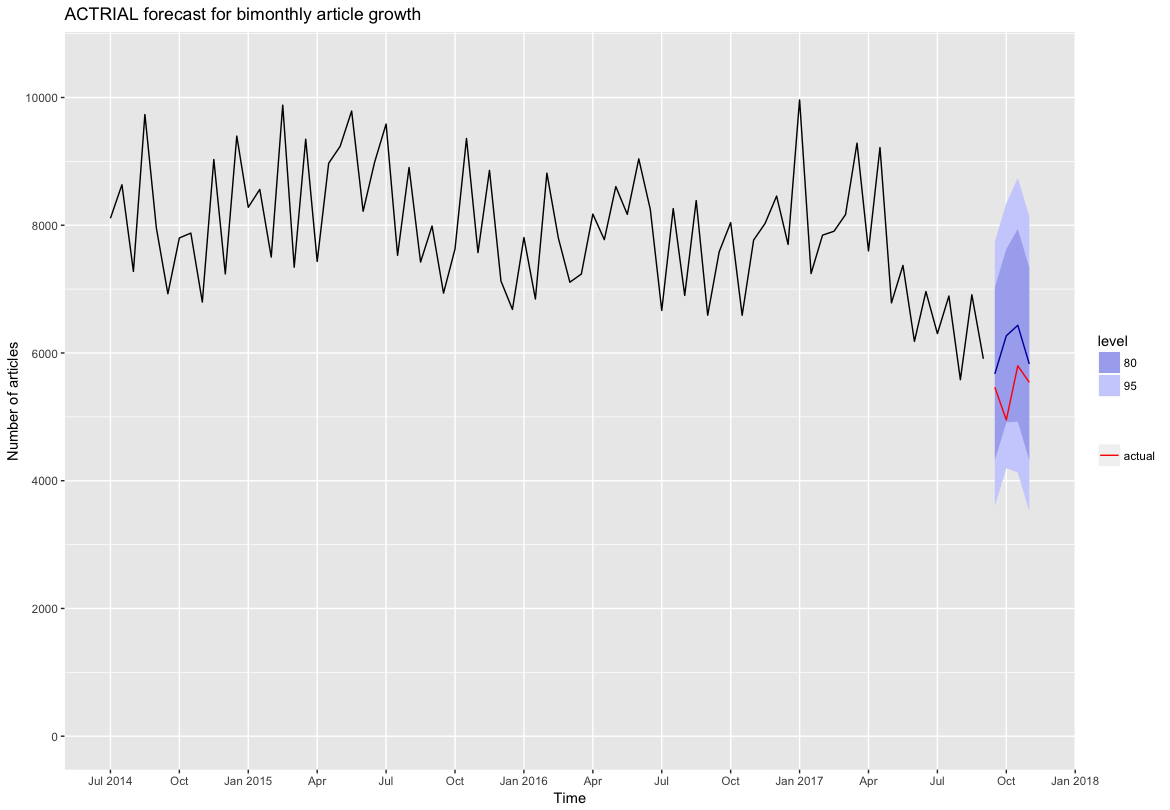 ACTRIAL forecast for bimonthly article growth
10000
8000
6000
4000
2000
0
Number of articles
Jul 2014 Oct Jan 2015 Apr Jul Oct Jan 2016 Apr Jul Oct Jan 2017 Apr Jul Oct Jan 2018
Time
level
80
95
actual